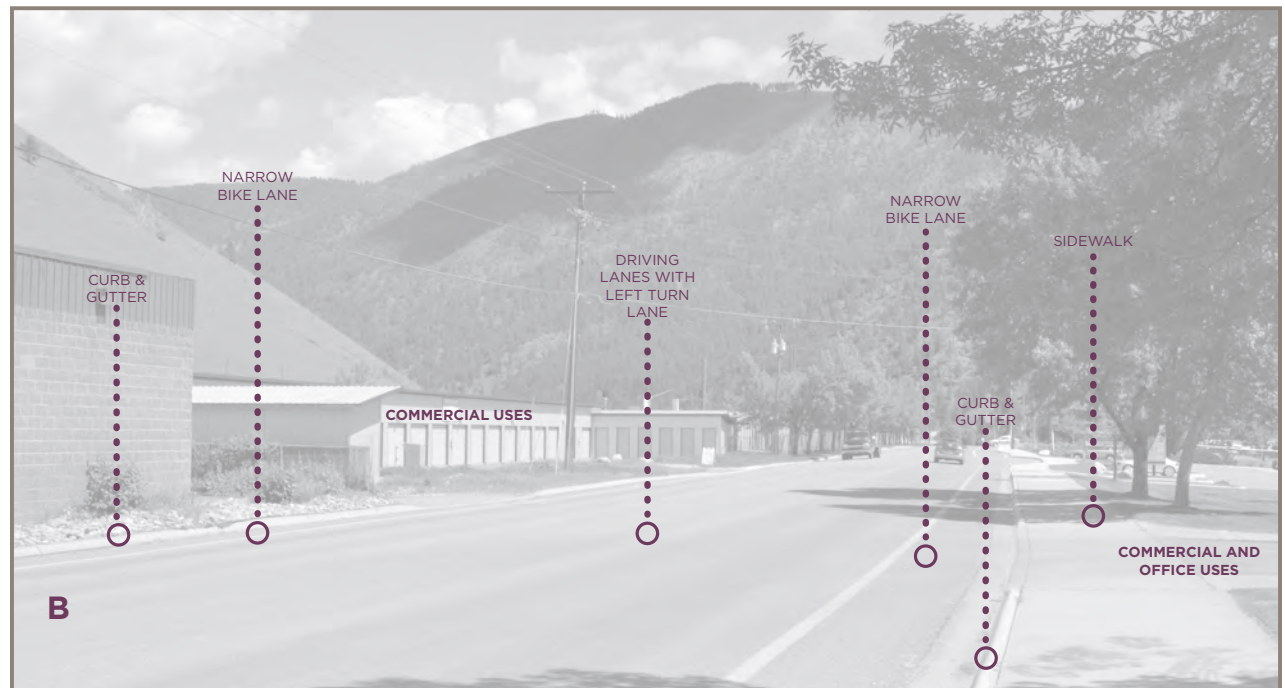 NARROW
BIKE LANE
CURB &
GUTTER
COMMERCIAL USES
DRIVING
LANES WITH
LEFT TURN
LANE
NARROW
BIKE LANE
SIDEWALK
CURB &
GUTTER
COMMERCIAL AND
OFFICE USES
B